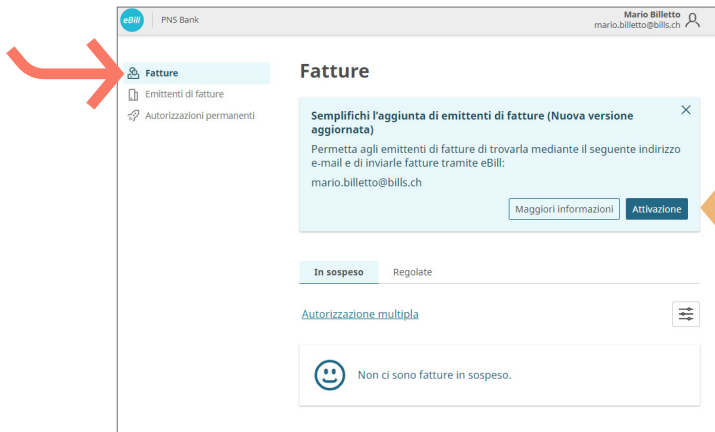 eBill PNS Bank
Mario Billetto
mario.billetto@bills.ch
Fatture
Emittenti di fatture
Autorizzazioni permanenti
Fatture
Semplifichi l'aggiunta di emittenti di fatture (Nuova versione
aggiornata)
Permetta agli emittenti di fatture di trovarla mediante il seguente indirizzo
e-mail e di inviarle fatture tramite eBill:
mario.billetto@bills.ch
Maggiori informazioni Attivazione
In sospeso Regolate
Autorizzazione multipla
Non ci sono fatture in sospeso.